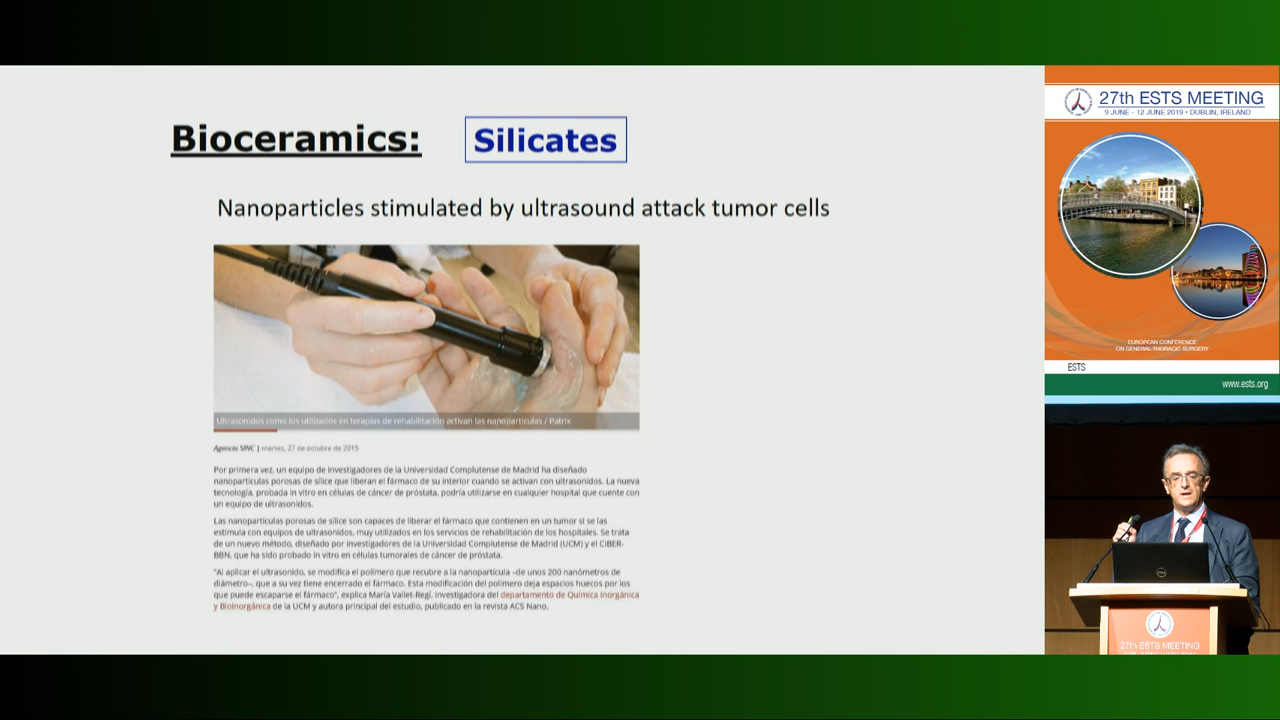 Bioceramics:
Silicates
Nanoparticles stimulated by ultrasound attack tumor cells
Ultrasonidos como los utilizados en terapias de rehabilitación activan las nanopartículas / Patrix
Agencia SINC | martes, 27 de octubre de 2015
Por primera vez, un equipo de investigadores de la Universidad Complutense de Madrid ha diseñado
nanopartículas porosas de sílice que liberan el fármaco de su interior cuando se activan con ultrasonidos. La nueva
tecnología, probada in vitro en células de cáncer de próstata, podría utilizarse en cualquier hospital que cuente con
un equipo de ultrasonidos.
Las nanopartículas porosas de sílice son capaces de liberar el fármaco que contienen en un tumor si se las
estimula con equipos de ultrasonidos, muy utilizados en los servicios de rehabilitación de los hospitales. Se trata
de un nuevo método, diseñado por investigadores de la Universidad Complutense de Madrid (UCM) y el CIBER-
BBN, que ha sido probado in vitro en células tumorales de cáncer de próstata.
"Al aplicar el ultrasonido, se modifica el polímero que recubre a la nanopartícula –de unos 200 nanómetros de
diámetro–, que a su vez tiene encerrado el fármaco. Esta modificación del polímero deja espacios huecos por los
que puede escaparse el fármaco", explica María Vallet-Regí, investigadora del departamento de Química Inorgánica
y Bioinorgánica de la UCM y autora principal del estudio, publicado en la revista ACS Nano.
27th ESTS MEETING
9 JUNE - 12 JUNE 2019 • DUBLIN, IRELAND
EUROPEAN CONFERENCE
ON GENERAL THORACIC SURGERY
ESTS
www.ests.org
DELL
27th ESTS MEETING